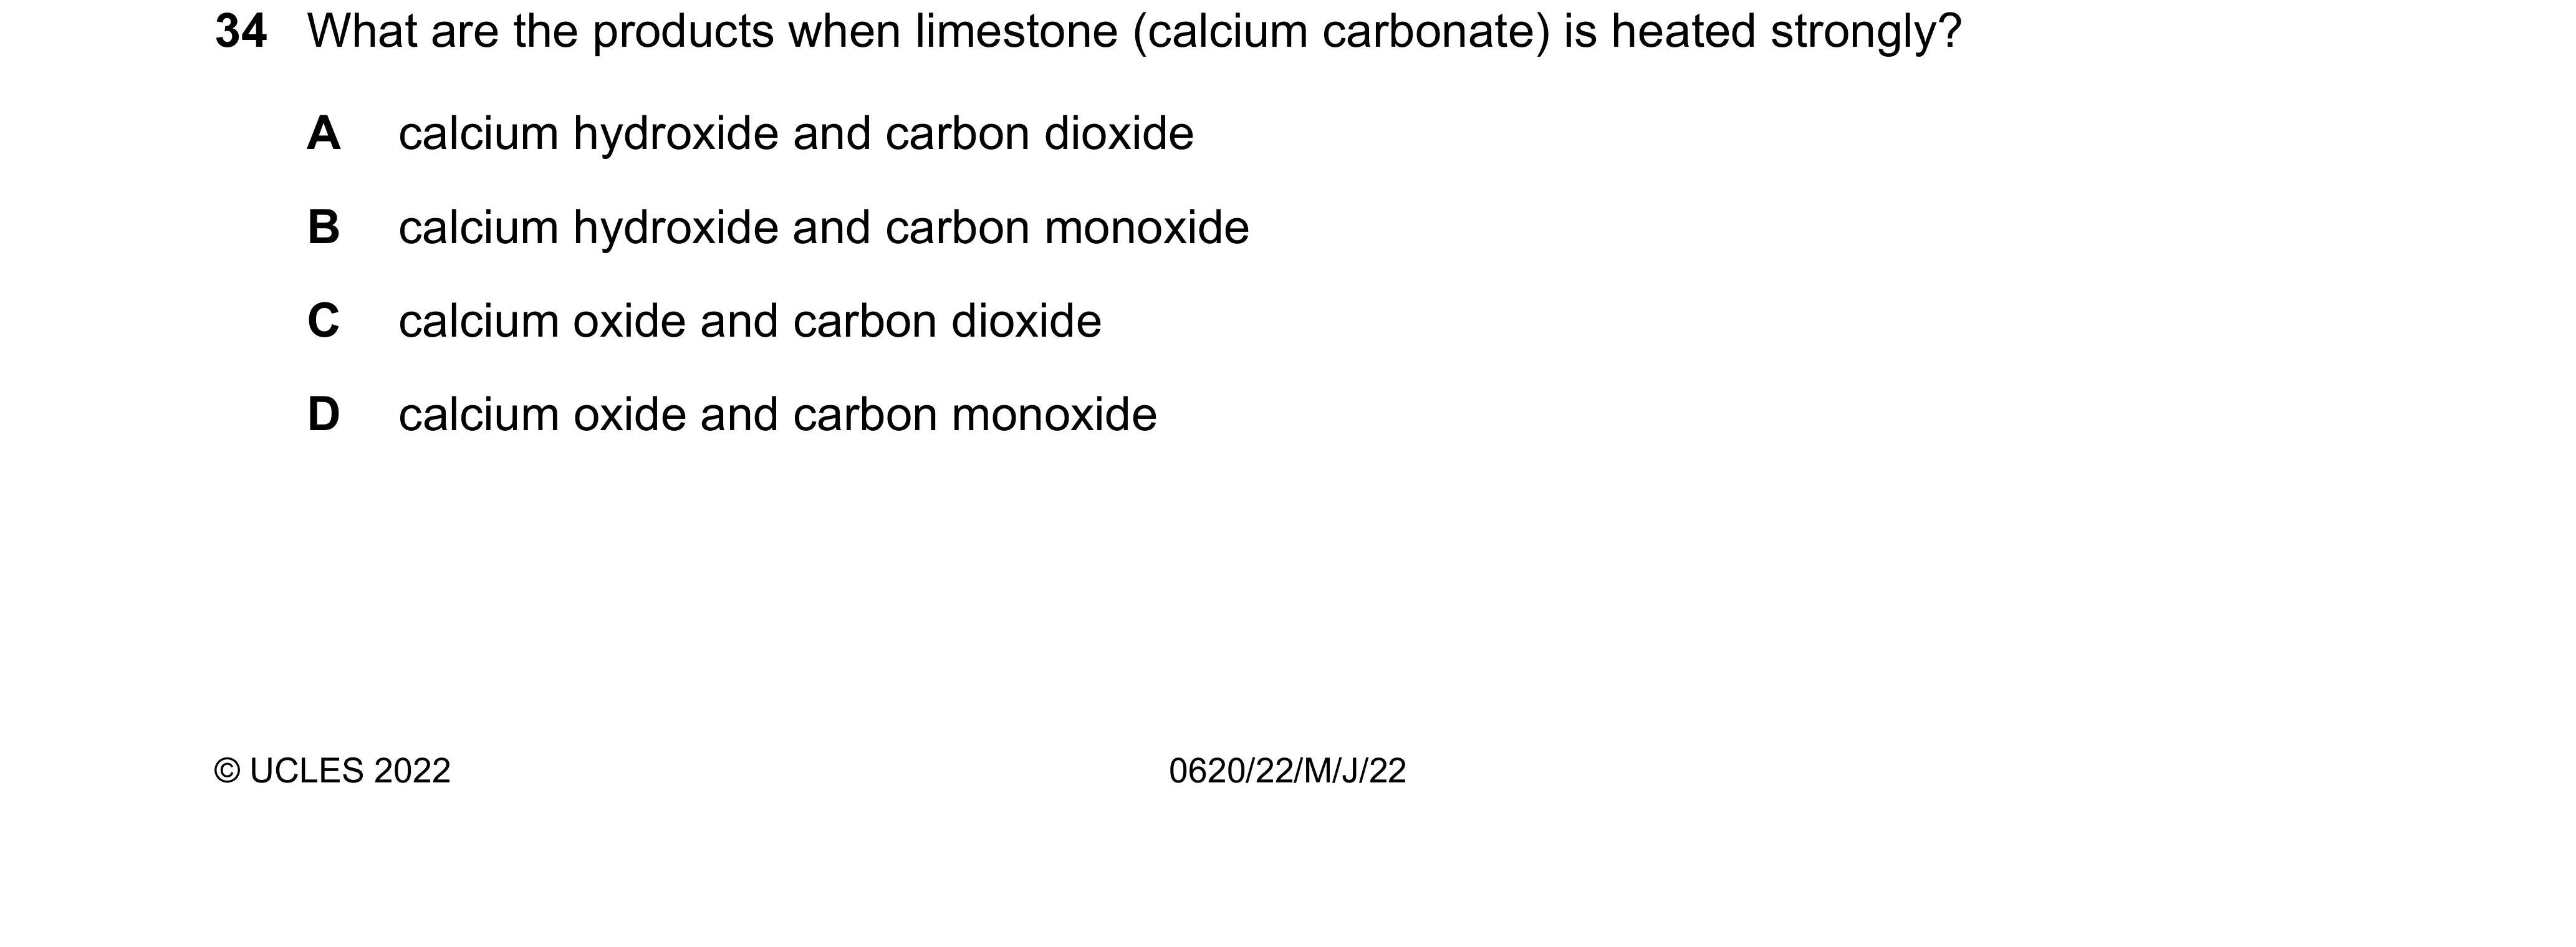 34 What are the products when limestone (calcium carbonate) is heated strongly?
A calcium hydroxide and carbon dioxide
B calcium hydroxide and carbon monoxide
C calcium oxide and carbon dioxide
D calcium oxide and carbon monoxide
© UCLES 2022 0620/22/M/J/22